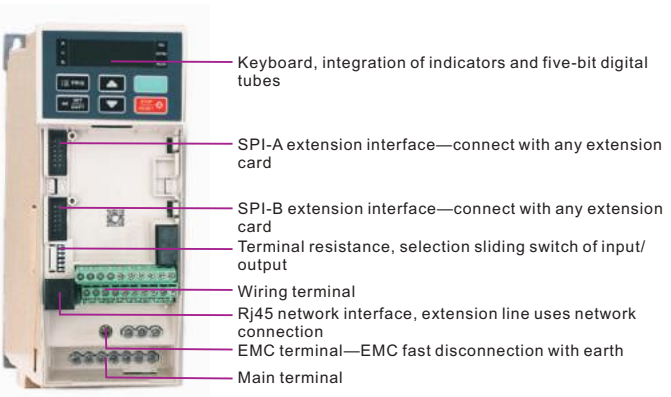 Keyboard, integration of indicators and five-bit digital
tubes
SPI-A extension interface—connect with any extension
card
SPI-B extension interface—connect with any extension
card
Terminal resistance, selection sliding switch of input/
output
Wiring terminal
Rj45 network interface, extension line uses network
connection
EMC terminal—EMC fast disconnection with earth
Main terminal